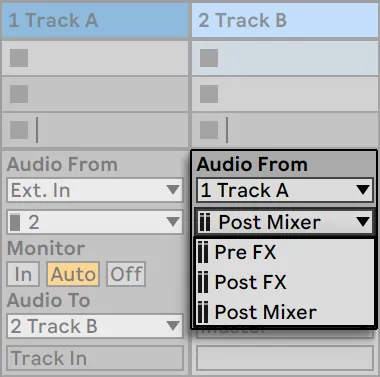 1 Track A
2 Track B
Audio From
Ext. In
2
Monitor
In Auto Off
Audio To
2 Track B
Track In
Audio From
1 Track A
Post Mixer
Pre FX
Post FX
Post Mixer